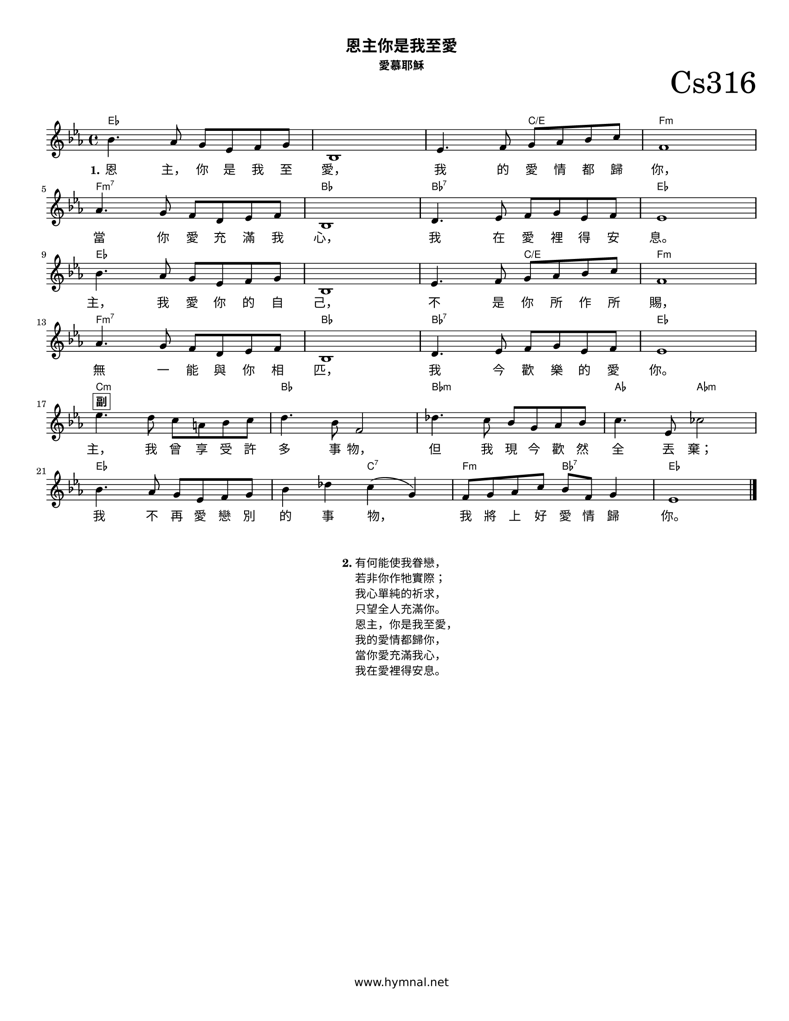 恩主你是我至愛
愛慕耶穌
Cs316
E♭ C/E Fm
1. 恩 主， 你 是 我 至 愛， 我 的 愛 情 都 歸 你，
5 Fm7 B♭ B♭7 E♭
當 你 愛 充 滿 我 心， 我 在 愛 裡 得 安 息。
9 E♭ C/E Fm
主， 我 愛 你 的 自 己， 不 是 你 所 作 所 賜，
13 Fm7 B♭ B♭7 E♭
無 一 能 與 你 相 匹， 我 今 歡 樂 的 愛 你。
Cm B♭ B♭m A♭ A♭m
17 副
主， 我 曾 享 受 許 多 事 物， 但 我 現 今 歡 然 全 丟 棄；
21 E♭ C7 Fm B♭7 E♭
我 不 再 愛 戀 別 的 事 物， 我 將 上 好 愛 情 歸 你。
2. 有何能使我眷戀，
若非你作牠實際；
我心單純的祈求，
只望全人充滿你。
恩主，你是我至愛，
我的愛情都歸你，
當你愛充滿我心，
我在愛裡得安息。
www.hymnal.net